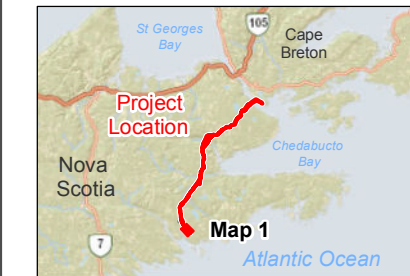 105
St Georges
Bay
Cape
Breton
Project
Location
Chedabucto
Bay
Nova
Scotia
Map 1
7
Atlantic Ocean